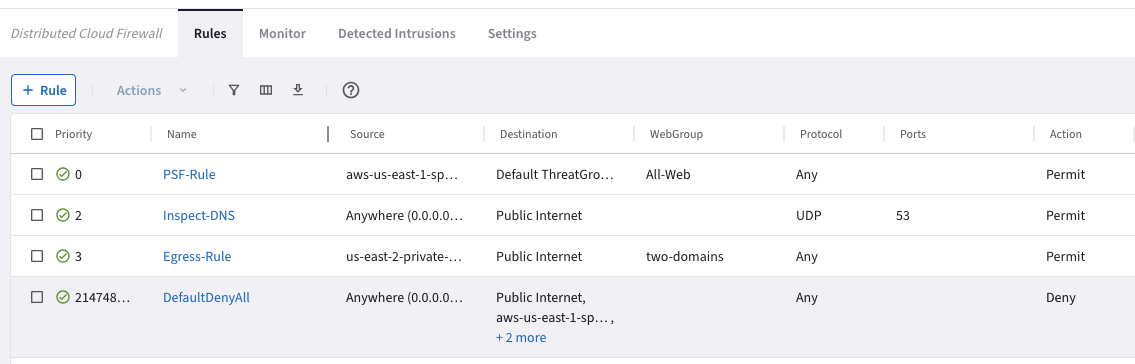 Distributed Cloud Firewall Rules Monitor Detected Intrusions Settings
+ Rule Actions
Priority Name Source Destination WebGroup Protocol Ports Action
0 PSF-Rule aws-us-east-1-sp... Default ThreatGro... All-Web Any Permit
2 Inspect-DNS Anywhere (0.0.0.0... Public Internet UDP 53 Permit
3 Egress-Rule us-east-2-private-... Public Internet two-domains Any Permit
214748... DefaultDenyAll Anywhere (0.0.0.0... Public Internet, Any Deny
aws-us-east-1-sp... ,
+ 2 more